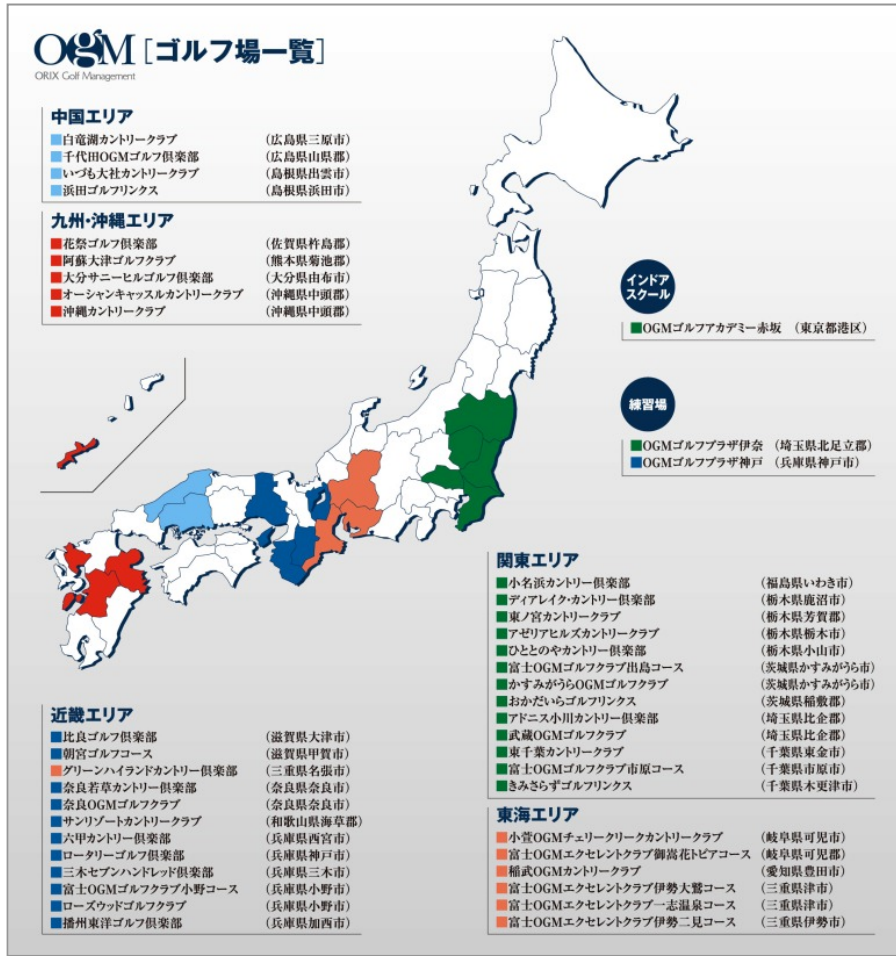 OGM [ゴルフ場一覧]
ORIX Golf Management
中国エリア
白竜湖カントリークラブ (広島県三原市)
千代田OGMゴルフ倶楽部 (広島県山県郡)
いづも大社カントリークラブ (島根県出雲市)
浜田ゴルフリンクス (島根県浜田市)
九州・沖縄エリア
花祭ゴルフ倶楽部 (佐賀県杵島郡)
阿蘇大津ゴルフクラブ (熊本県菊池郡)
大分サニーヒルゴルフ倶楽部 (大分県由布市)
オーシャンキャッスルカントリークラブ (沖縄県中頭郡)
沖縄カントリークラブ (沖縄県中頭郡)
インドア
スクール
OGMゴルフアカデミー赤坂 (東京都港区)
練習場
OGMゴルフプラザ伊奈 (埼玉県北足立郡)
OGMゴルフプラザ神戸 (兵庫県神戸市)
関東エリア
小名浜カントリー倶楽部 (福島県いわき市)
ディアレイク・カントリー倶楽部 (栃木県鹿沼市)
東ノ宮カントリークラブ (栃木県芳賀郡)
アゼリアヒルズカントリークラブ (栃木県栃木市)
ひととのやカントリー倶楽部 (栃木県小山市)
富士OGMゴルフクラブ出島コース (茨城県かすみがうら市)
かすみがうらOGMゴルフクラブ (茨城県かすみがうら市)
おかだいらゴルフリンクス (茨城県稲敷郡)
アドニス小川カントリー倶楽部 (埼玉県比企郡)
武蔵OGMゴルフクラブ (埼玉県比企郡)
東千葉カントリークラブ (千葉県東金市)
富士OGMゴルフクラブ市原コース (千葉県市原市)
きみさらずゴルフリンクス (千葉県木更津市)
近畿エリア
比良ゴルフ倶楽部 (滋賀県大津市)
朝宮ゴルフコース (滋賀県甲賀市)
グリーンハイランドカントリー倶楽部 (三重県名張市)
奈良若草カントリー倶楽部 (奈良県奈良市)
奈良OGMゴルフクラブ (奈良県奈良市)
サンリゾートカントリークラブ (和歌山県海草郡)
六甲カントリー倶楽部 (兵庫県西宮市)
ロータリーゴルフ倶楽部 (兵庫県神戸市)
三木セブンハンドレッド倶楽部 (兵庫県三木市)
富士OGMゴルフクラブ小野コース (兵庫県小野市)
ローズウッドゴルフクラブ (兵庫県小野市)
播州東洋ゴルフ倶楽部 (兵庫県加西市)
東海エリア
小萱OGMチェリークリークカントリークラブ (岐阜県可児市)
富士OGMエクセレントクラブ御嵩花トピアコース (岐阜県可児郡)
稲武OGMカントリークラブ (愛知県豊田市)
富士OGMエクセレントクラブ伊勢大鷲コース (三重県津市)
富士OGMエクセレントクラブ一志温泉コース (三重県津市)
富士OGMエクセレントクラブ伊勢二見コース (三重県伊勢市)